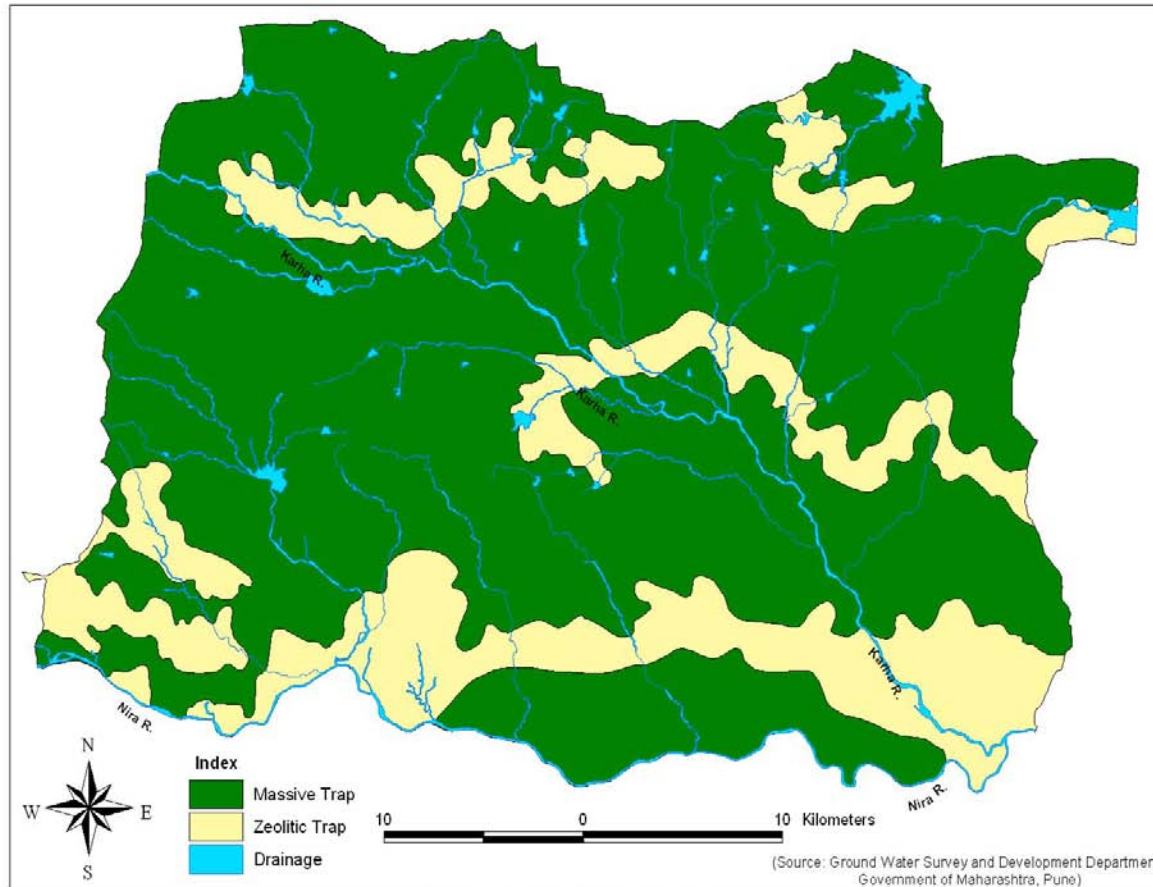 Karha R.
Karha R.
Karha R.
Nira R.
Nira R.
N
W E
S
Index
Massive Trap
Zeolitic Trap
Drainage
10 0 10 Kilometers
(Source: Ground Water Survey and Development Departmen
Government of Maharashtra, Pune)